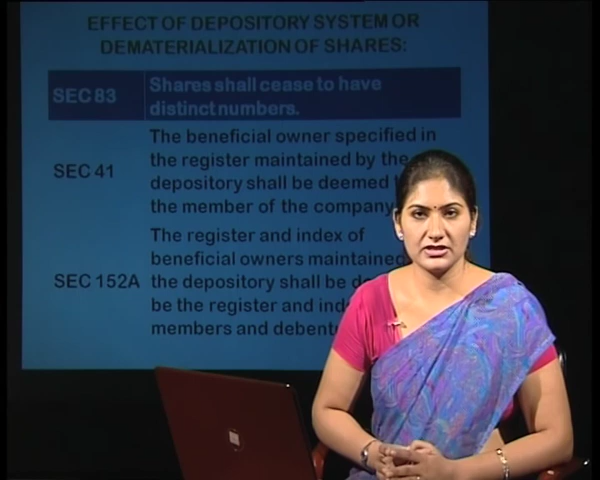 EFFECT OF DEPOSITORY SYSTEM OR
DEMATERIALIZATION OF SHARES:
SEC 83
Shares shall cease to have
distinct numbers.
SEC 41
The beneficial owner specified in
the register maintained by the
depository shall be deemed
the member of the company
SEC 152A
The register and index of
beneficial owners maintained
the depository shall be
be the register and
members and